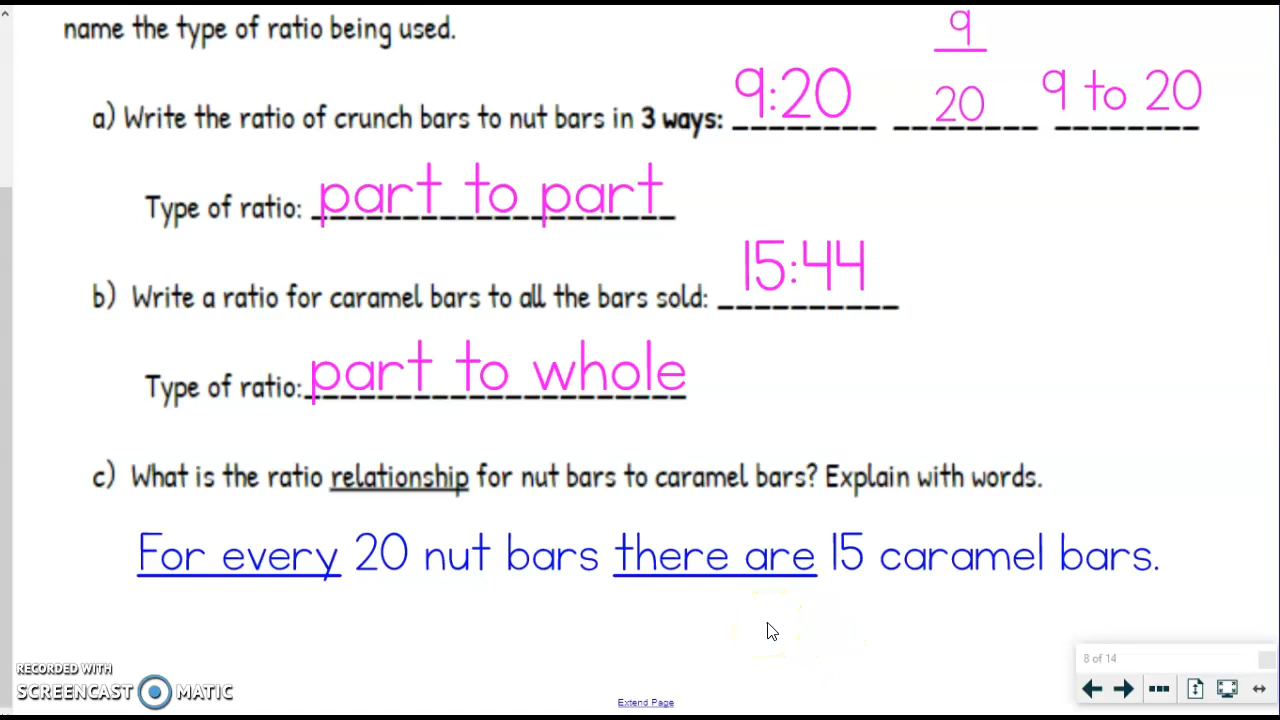 name the type of ratio being used.
a) Write the ratio of crunch bars to nut bars in 3 ways: 9:20 9/20 9 to 20
Type of ratio: part to part
b) Write a ratio for caramel bars to all the bars sold: 15:44
Type of ratio: part to whole
c) What is the ratio relationship for nut bars to caramel bars? Explain with words.
For every 20 nut bars there are 15 caramel bars.
8 of 14
RECORDED WITH
SCREENCAST MATIC
Extend Page